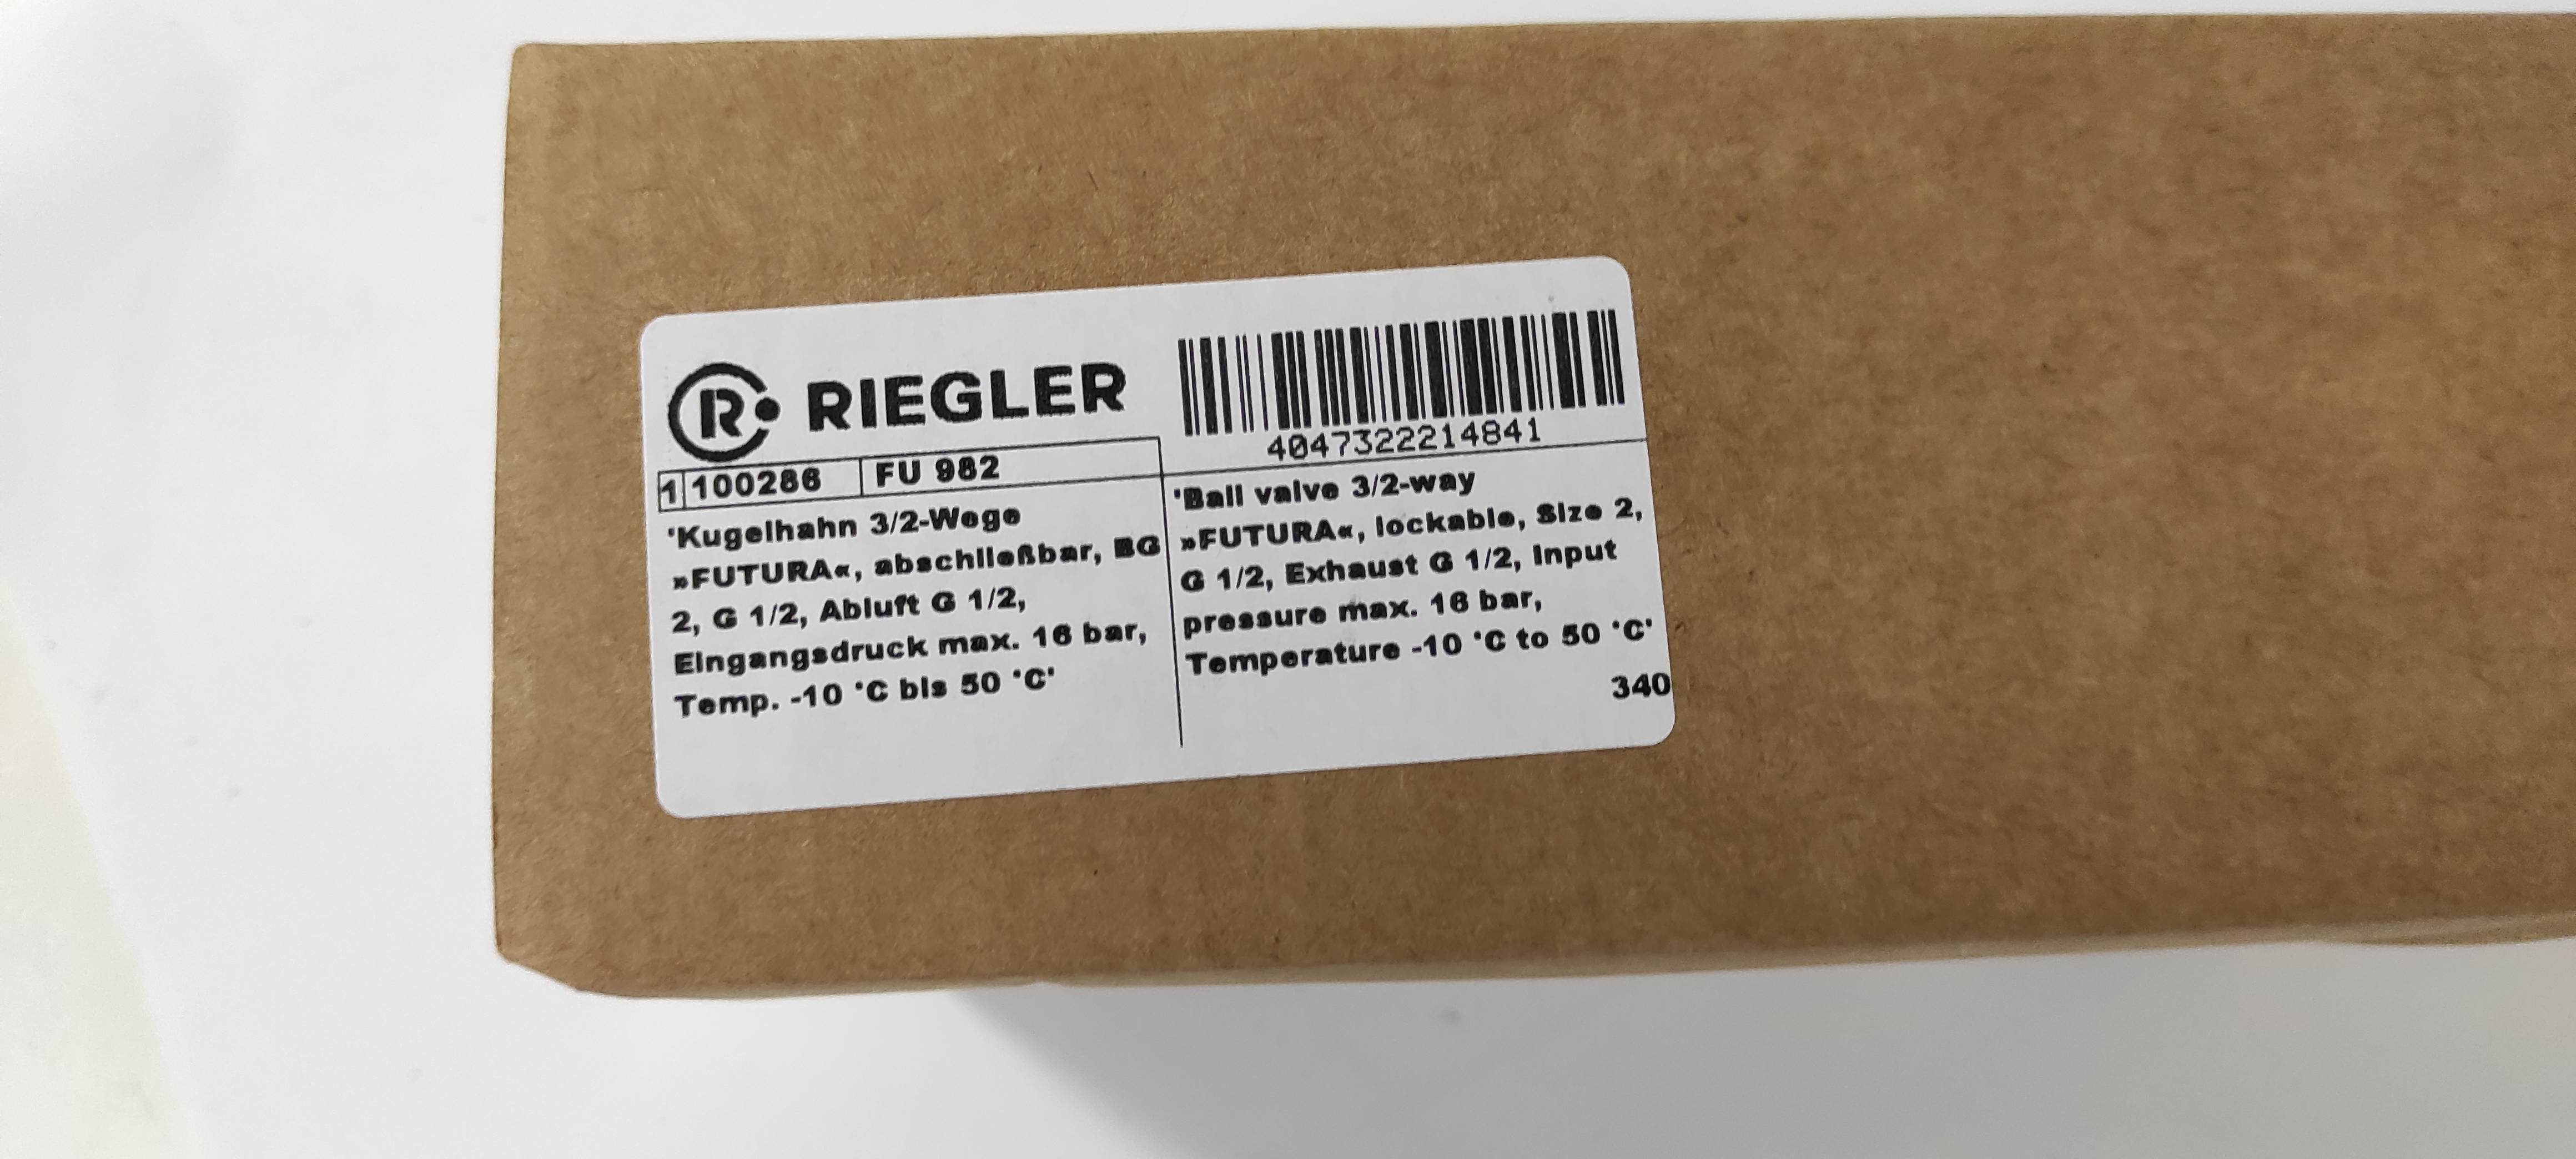 RIEGLER
4047322214841
1 100286 FU 982
'Kugelhahn 3/2-Wege
»FUTURA«, abschließbar, BG
2, G 1/2, Abluft G 1/2,
Eingangsdruck max. 16 bar,
Temp. -10 °C bis 50 °C'
'Ball valve 3/2-way
»FUTURA«, lockable, Size 2,
G 1/2, Exhaust G 1/2, Input
pressure max. 16 bar,
Temperature -10 °C to 50 °C'
340